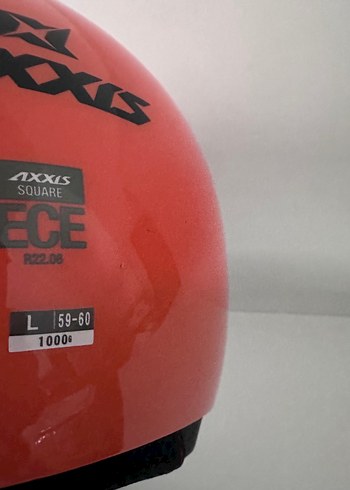 AXXIS
AXXIS
SQUARE
ECE
R22.06
L 59-60
1000G